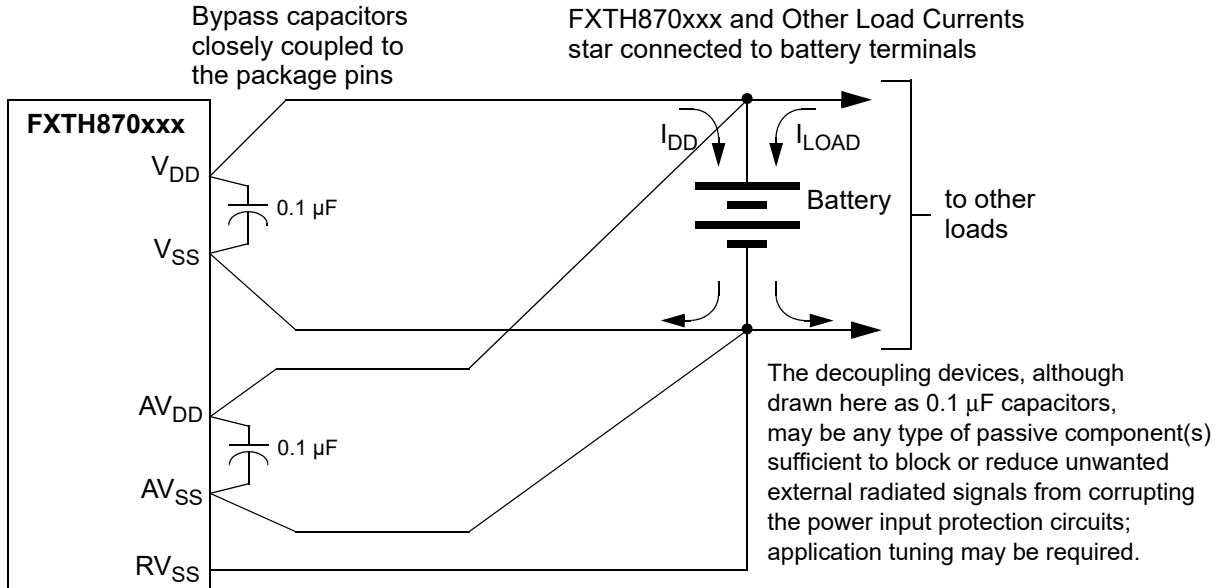 Bypass capacitors
closely coupled to
the package pins
FXTH870xxx and Other Load Currents
star connected to battery terminals
FXTH870xxx
VDD
0.1 µF
VSS
IDD
ILOAD
Battery
to other
loads
AVDD
0.1 µF
AVSS
RVSS
The decoupling devices, although
drawn here as 0.1 μF capacitors,
may be any type of passive component(s)
sufficient to block or reduce unwanted
external radiated signals from corrupting
the power input protection circuits;
application tuning may be required.